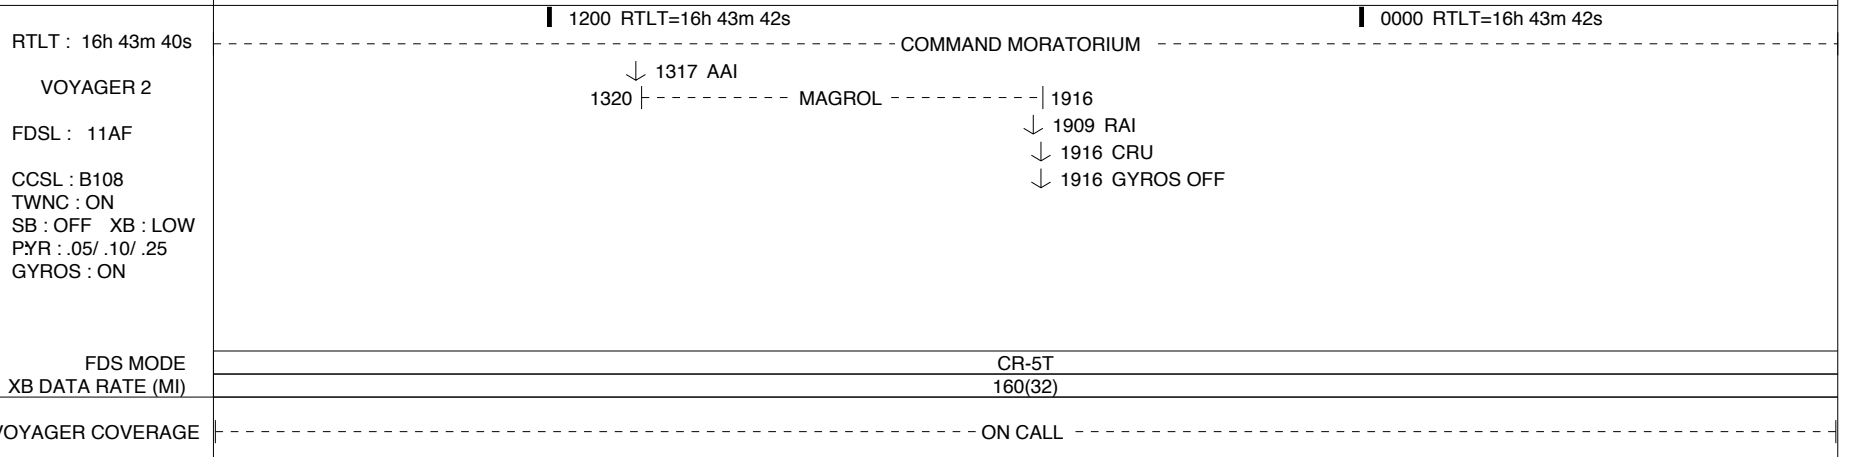 1200 RTLT=16h 43m 42s 0000 RTLT=16h 43m 42s
RTLT : 16h 43m 40s COMMAND MORATORIUM
1317 AAI
VOYAGER 2
1320 MAGROL 1916
1909 RAI
FDSL : 11AF
1916 CRU
CCSL : B108 1916 GYROS OFF
TWNC : ON
SB : OFF XB : LOW
P:YR : .05/ .10/ .25
GYROS : ON
FDS MODE CR-5T
XB DATA RATE (MI) 160(32)
VOYAGER COVERAGE ON CALL